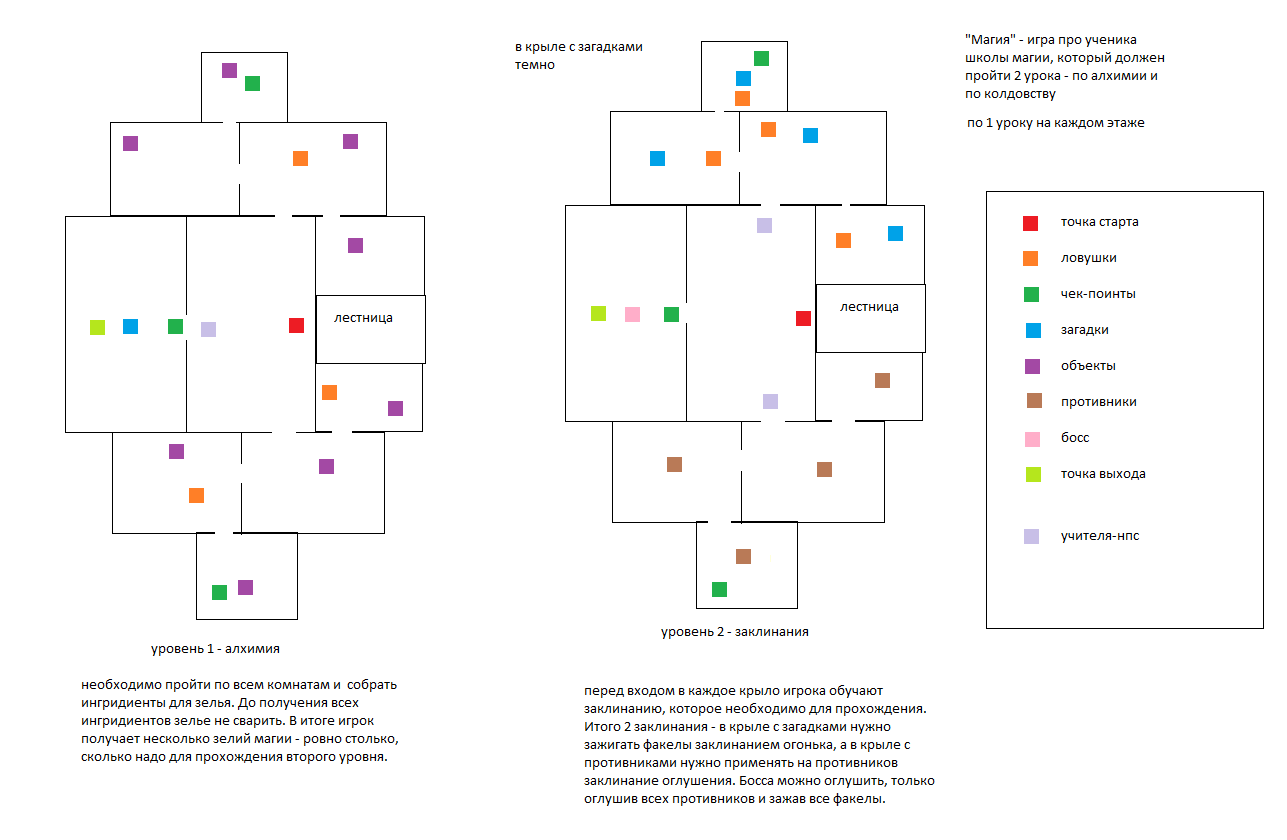 в крыле с загадками
темно
"Магия" - игра про ученика
школы магии, который должен
пройти 2 урока - по алхимии и
по колдовству
по 1 уроку на каждом этаже
лестница
лестница
точка старта
ловушки
чек-поинты
загадки
объекты
противники
босс
точка выхода
учителя-нпс
уровень 1 - алхимия
необходимо пройти по всем комнатам и  собрать
ингридиенты для зелья. До получения всех
ингридиентов зелье не сварить. В итоге игрок
получает несколько зелий магии - ровно столько,
сколько надо для прохождения второго уровня.
уровень 2 - заклинания
перед входом в каждое крыло игрока обучают
заклинанию, которое необходимо для прохождения.
Итого 2 заклинания - в крыле с загадками нужно
зажигать факелы заклинанием огонька, а в крыле с
противниками нужно применять на противников
заклинание оглушения. Босса можно оглушить, только
оглушив всех противников и зажав все факелы.